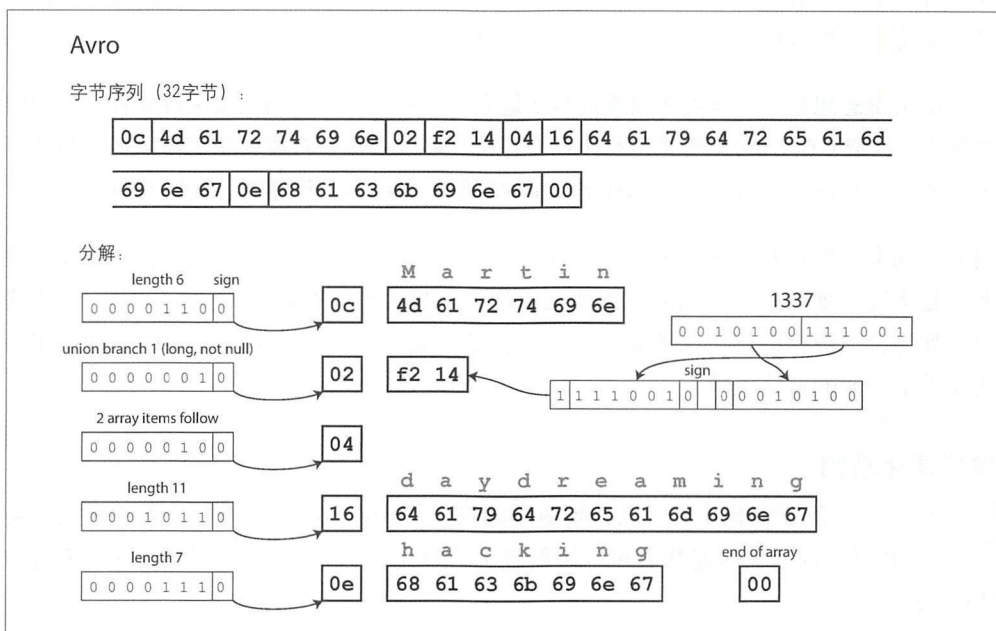 Avro
字节序列（32字节）：
0c 4d 61 72 74 69 6e 02 f2 14 04 16 64 61 79 64 72 65 61 6d
69 6e 67 0e 68 61 63 6b 69 6e 67 00
分解：
length 6 sign
0 0 0 0 1 1 0 0
0c
M a r t i n
4d 61 72 74 69 6e
1337
0 0 1 0 1 0 0 1 1 1 0 0 1
union branch 1 (long, not null)
0 0 0 0 0 0 1 0
02
f2 14
sign
1 1 1 1 0 0 1 0 0 0 0 1 0 1 0 0
2 array items follow
0 0 0 0 0 1 0 0
04
length 11
0 0 0 1 0 1 1 0
16
d a y d r e a m i n g
64 61 79 64 72 65 61 6d 69 6e 67
length 7
0 0 0 0 1 1 1 0
0e
h a c k i n g
68 61 63 6b 69 6e 67
end of array
00